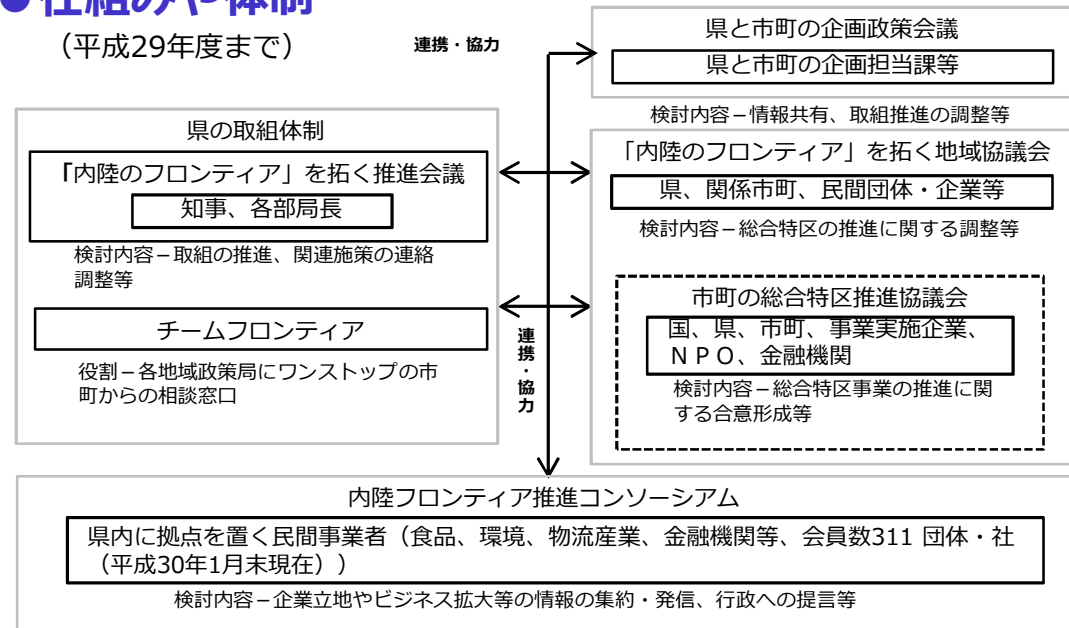 ●仕組みや体制
（平成29年度まで）
連携・協力
県と市町の企画政策会議
県と市町の企画担当課等
検討内容－情報共有、取組推進の調整等
県の取組体制
「内陸のフロンティア」を拓く推進会議
知事、各部局長
検討内容－取組の推進、関連施策の連絡
調整等
チームフロンティア
役割－各地域政策局にワンストップの市
町からの相談窓口
「内陸のフロンティア」を拓く地域協議会
県、関係市町、民間団体・企業等
検討内容－総合特区の推進に関する調整等
市町の総合特区推進協議会
国、県、市町、事業実施企業、
ＮＰＯ、金融機関
検討内容－総合特区事業の推進に関
する合意形成等
連携・協力
内陸フロンティア推進コンソーシアム
県内に拠点を置く民間事業者（食品、環境、物流産業、金融機関等、会員数311 団体・社
（平成30年1月末現在））
検討内容－企業立地やビジネス拡大等の情報の集約・発信、行政への提言等